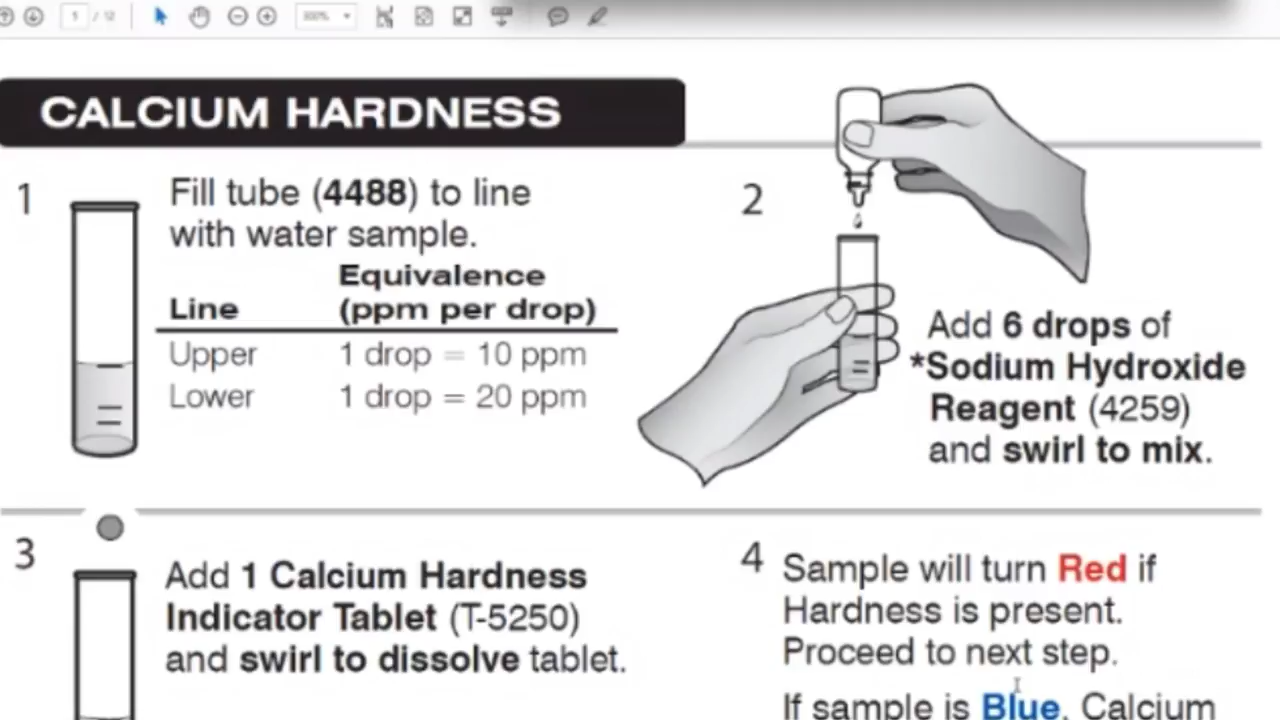 1 / 12
CALCIUM HARDNESS
1
Fill tube (4488) to line
with water sample.
Equivalence
Line (ppm per drop)
Upper 1 drop = 10 ppm
Lower 1 drop = 20 ppm
2
Add 6 drops of
*Sodium Hydroxide
Reagent (4259)
and swirl to mix.
3
Add 1 Calcium Hardness
Indicator Tablet (T-5250)
and swirl to dissolve tablet.
4
Sample will turn Red if
Hardness is present.
Proceed to next step.
If sample is Blue, Calcium